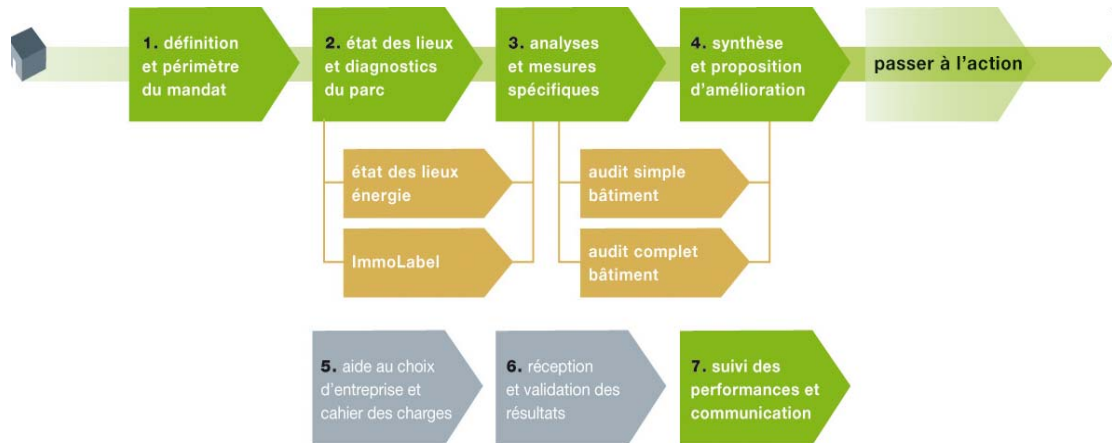 1. définition
et périmètre
du mandat
2. état des lieux
et diagnostics
du parc
3. analyses
et mesures
spécifiques
4. synthèse
et proposition
d'amélioration
passer à l'action
état des lieux
énergie
ImmoLabel
audit simple
bâtiment
audit complet
bâtiment
5. aide au choix
d'entreprise et
cahier des charges
6. réception
et validation des
résultats
7. suivi des
performances et
communication